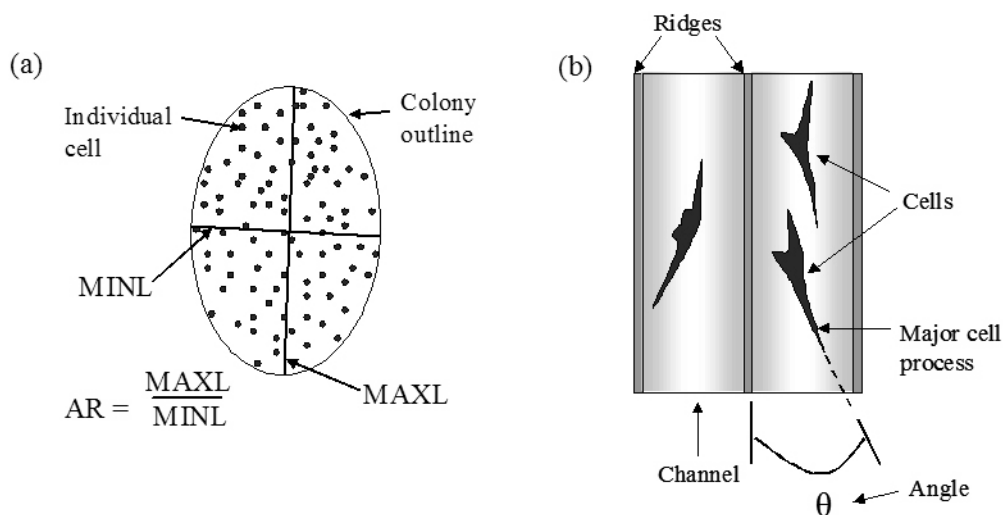 (a)
Individual
cell
Colony
outline
MINL
MAXL
AR = MAXL
MINL
Ridges
(b)
Cells
Major cell
process
Channel
Angle
θ